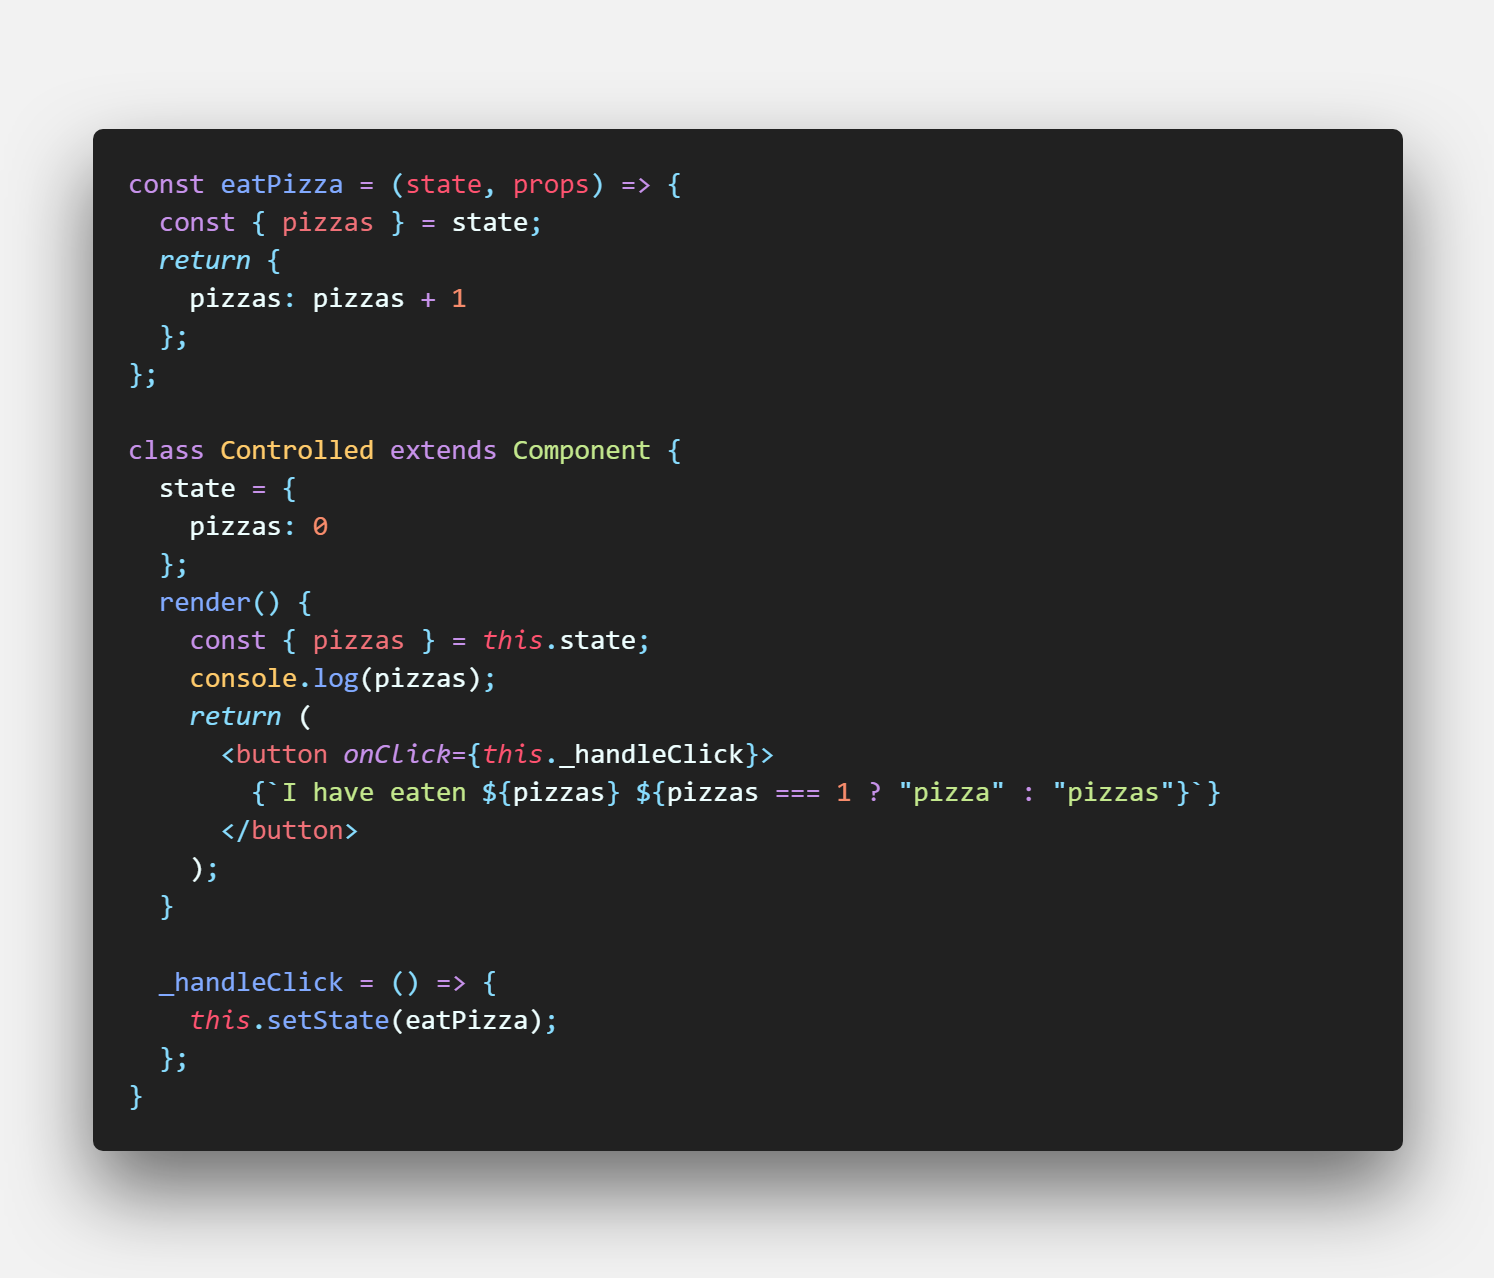 const eatPizza = (state, props) => {
  const { pizzas } = state;
  return {
    pizzas: pizzas + 1
  };
};

class Controlled extends Component {
  state = {
    pizzas: 0
  };
  render() {
    const { pizzas } = this.state;
    console.log(pizzas);
    return (
      <button onClick={this._handleClick}>
        {`I have eaten ${pizzas} ${pizzas === 1 ? "pizza" : "pizzas"}`}
      </button>
    );
  }

  _handleClick = () => {
    this.setState(eatPizza);
  };
}